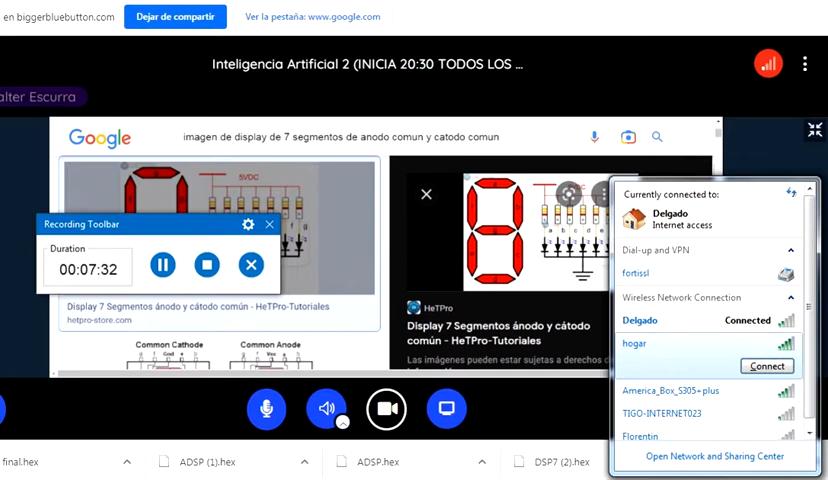 en biggerbluebutton.com
Dejar de compartir
Ver la pestaña: www.google.com
Inteligencia Artificial 2 (INICIA 20:30 TODOS LOS ...
alter Escurra
Google
imagen de display de 7 segmentos de anodo comun y catodo comun
5VDC
Recording Toolbar
Duration
00:07:32
Display 7 Segmentos ánodo y cátodo común - HeTPro-Tutoriales
hetpro-store.com
Common Cathode
Common Anode
HeTPro
Display 7 Segmentos ánodo y cátodo
común - HeTPro-Tutoriales
Las imágenes pueden estar sujetas a derechos d
Currently connected to:
Delgado
Internet access
Dial-up and VPN
fortissl
Wireless Network Connection
Delgado
Connected
hogar
Connect
America_Box_S305+plus
TIGO-INTERNET023
Florentin
Open Network and Sharing Center
final.hex
ADSP (1).hex
ADSP.hex
DSP7 (2).hex